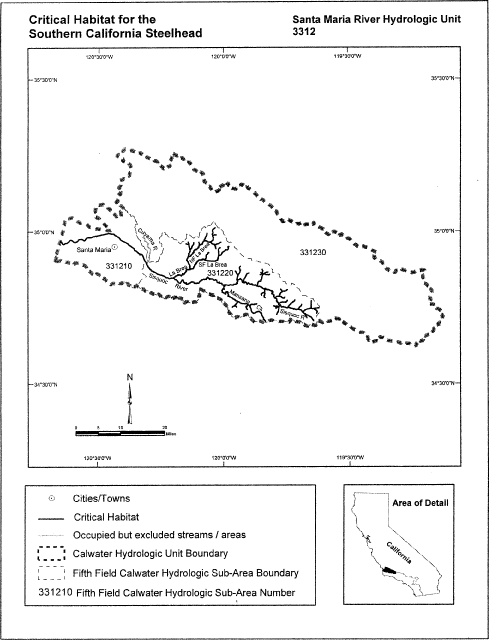 Critical Habitat for the
Southern California Steelhead
Santa Maria River Hydrologic Unit
3312
120°30'0"W 120°0'0"W 119°30'0"W
35°30'0"N 35°30'0"N
35°0'0"N 35°0'0"N
Cuyama R
Santa Maria
331230
NF La Brea
SF La Brea
La Brea
331210
331220
Sisquoc
River
Manzana
Sisquoc R
34°30'0"N 34°30'0"N
N
0 5 10 20
Miles
120°30'0"W 120°0'0"W 119°30'0"W
Cities/Towns
Critical Habitat
Occupied but excluded streams / areas
Calwater Hydrologic Unit Boundary
Fifth Field Calwater Hydrologic Sub-Area Boundary
331210 Fifth Field Calwater Hydrologic Sub-Area Number
Area of Detail
California